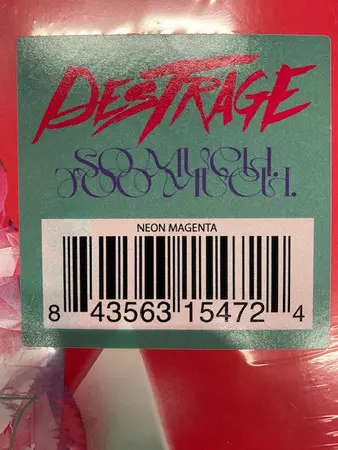 DESTRAGE
SO MUCH.
TOO MUCH.
NEON MAGENTA
8 43563 15472 4